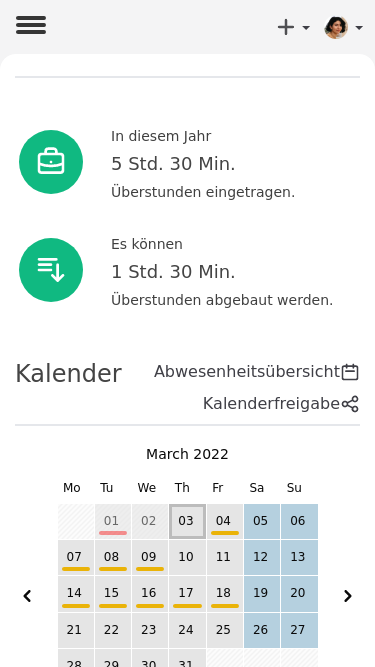 In diesem Jahr
5 Std. 30 Min.
Überstunden eingetragen.
Es können
1 Std. 30 Min.
Überstunden abgebaut werden.
Kalender
Abwesenheitsübersicht
Kalenderfreigabe
March 2022
Mo Tu We Th Fr Sa Su
01 02 03 04 05 06
07 08 09 10 11 12 13
14 15 16 17 18 19 20
21 22 23 24 25 26 27
28 29 30 31